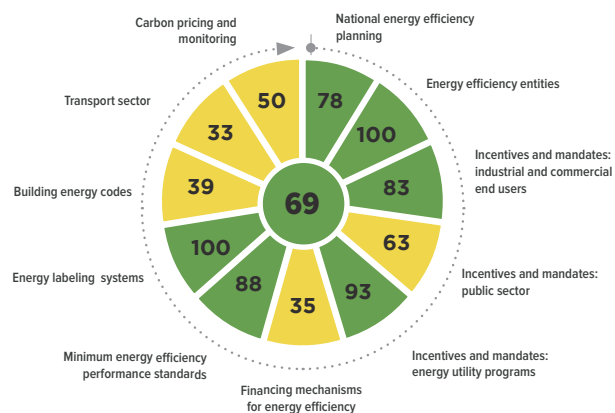 National energy efficiency
planning
78
Energy efficiency entities
100
Incentives and mandates:
industrial and commercial
end users
83
Incentives and mandates:
public sector
63
Incentives and mandates:
energy utility programs
93
Financing mechanisms
for energy efficiency
35
Minimum energy efficiency
performance standards
88
Energy labeling systems
100
Building energy codes
39
Transport sector
33
Carbon pricing and
monitoring
50
69